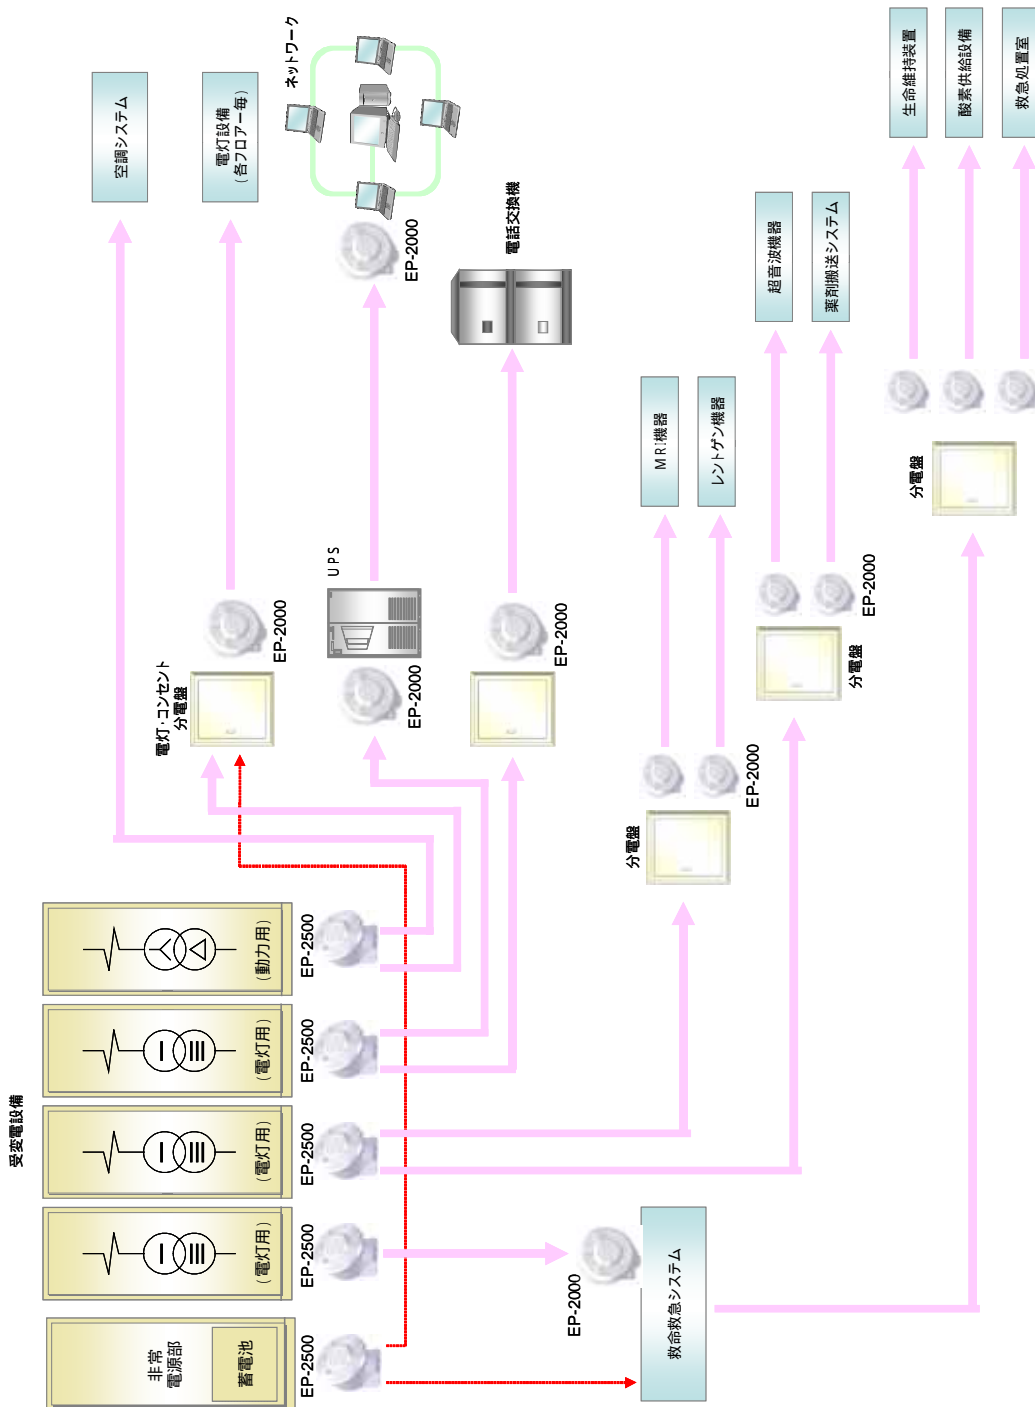 受変電設備
(動力用)
EP-2500
(電灯用)
EP-2500
(電灯用)
EP-2500
(電灯用)
EP-2500
非常
電源部
蓄電池
EP-2500
空調システム
電灯・コンセント
分電盤
EP-2000
電灯設備
(各フロアー毎)
EP-2000
UPS
EP-2000
ネットワーク
EP-2000
電話交換機
分電盤
EP-2000
MRI機器
レントゲン機器
分電盤
EP-2000
超音波機器
薬剤搬送システム
EP-2000
救命救急システム
分電盤
生命維持装置
酸素供給設備
救急処置室